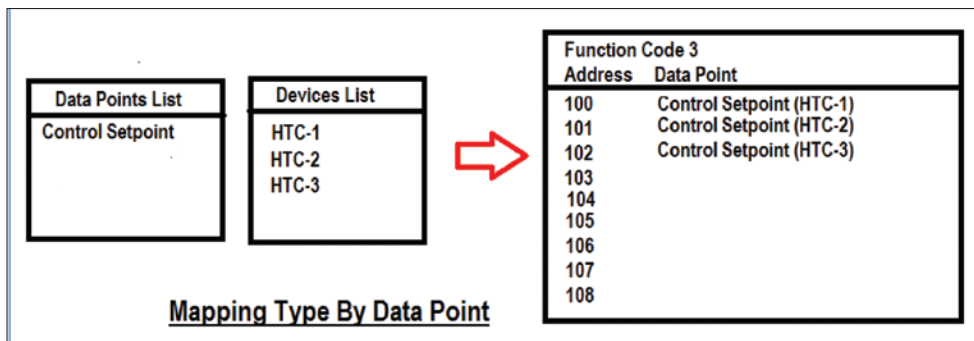 Data Points List
Control Setpoint
Devices List
HTC-1
HTC-2
HTC-3
Function Code 3
Address Data Point
100 Control Setpoint (HTC-1)
101 Control Setpoint (HTC-2)
102 Control Setpoint (HTC-3)
103
104
105
106
107
108
Mapping Type By Data Point